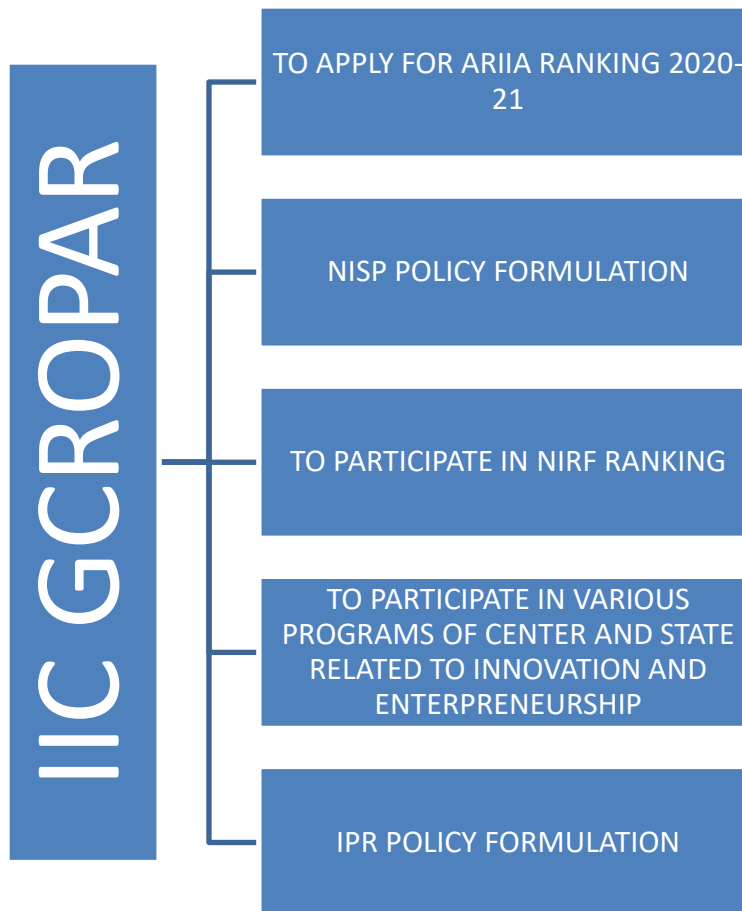 IIC GCROPAR
TO APPLY FOR ARIIA RANKING 2020-
21
NISP POLICY FORMULATION
TO PARTICIPATE IN NIRF RANKING
TO PARTICIPATE IN VARIOUS
PROGRAMS OF CENTER AND STATE
RELATED TO INNOVATION AND
ENTERPRENEURSHIP
IPR POLICY FORMULATION